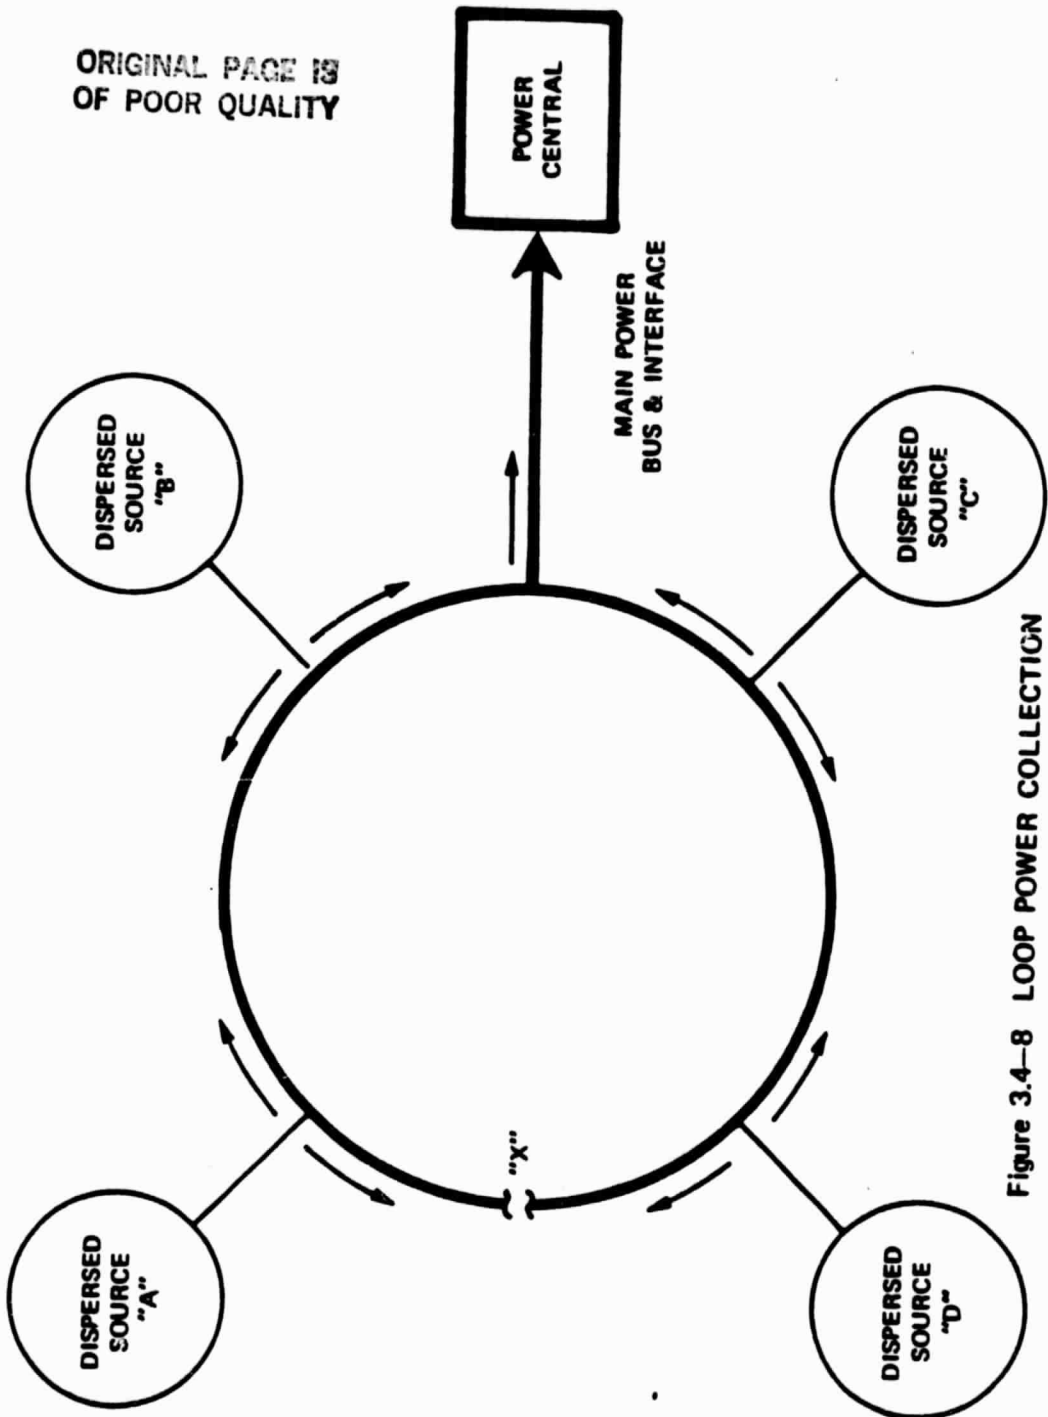 ORIGINAL PAGE IS
OF POOR QUALITY
POWER
CENTRAL
MAIN POWER
BUS & INTERFACE
DISPERSED
SOURCE
"B"
DISPERSED
SOURCE
"C"
"X"
DISPERSED
SOURCE
"A"
DISPERSED
SOURCE
"D"
Figure 3.4-8 LOOP POWER COLLECTION